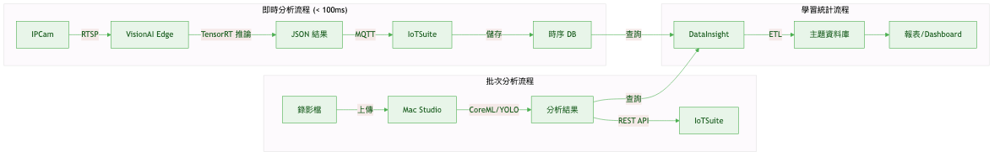 即時分析流程 (< 100ms)
IPCam
RTSP
VisionAI Edge
TensorRT 推論
JSON 結果
MQTT
IoTSuite
儲存
時序 DB
查詢
學習統計流程
DataInsight
ETL
主題資料庫
報表/Dashboard
批次分析流程
錄影檔
上傳
Mac Studio
CoreML/YOLO
分析結果
查詢
REST API
IoTSuite